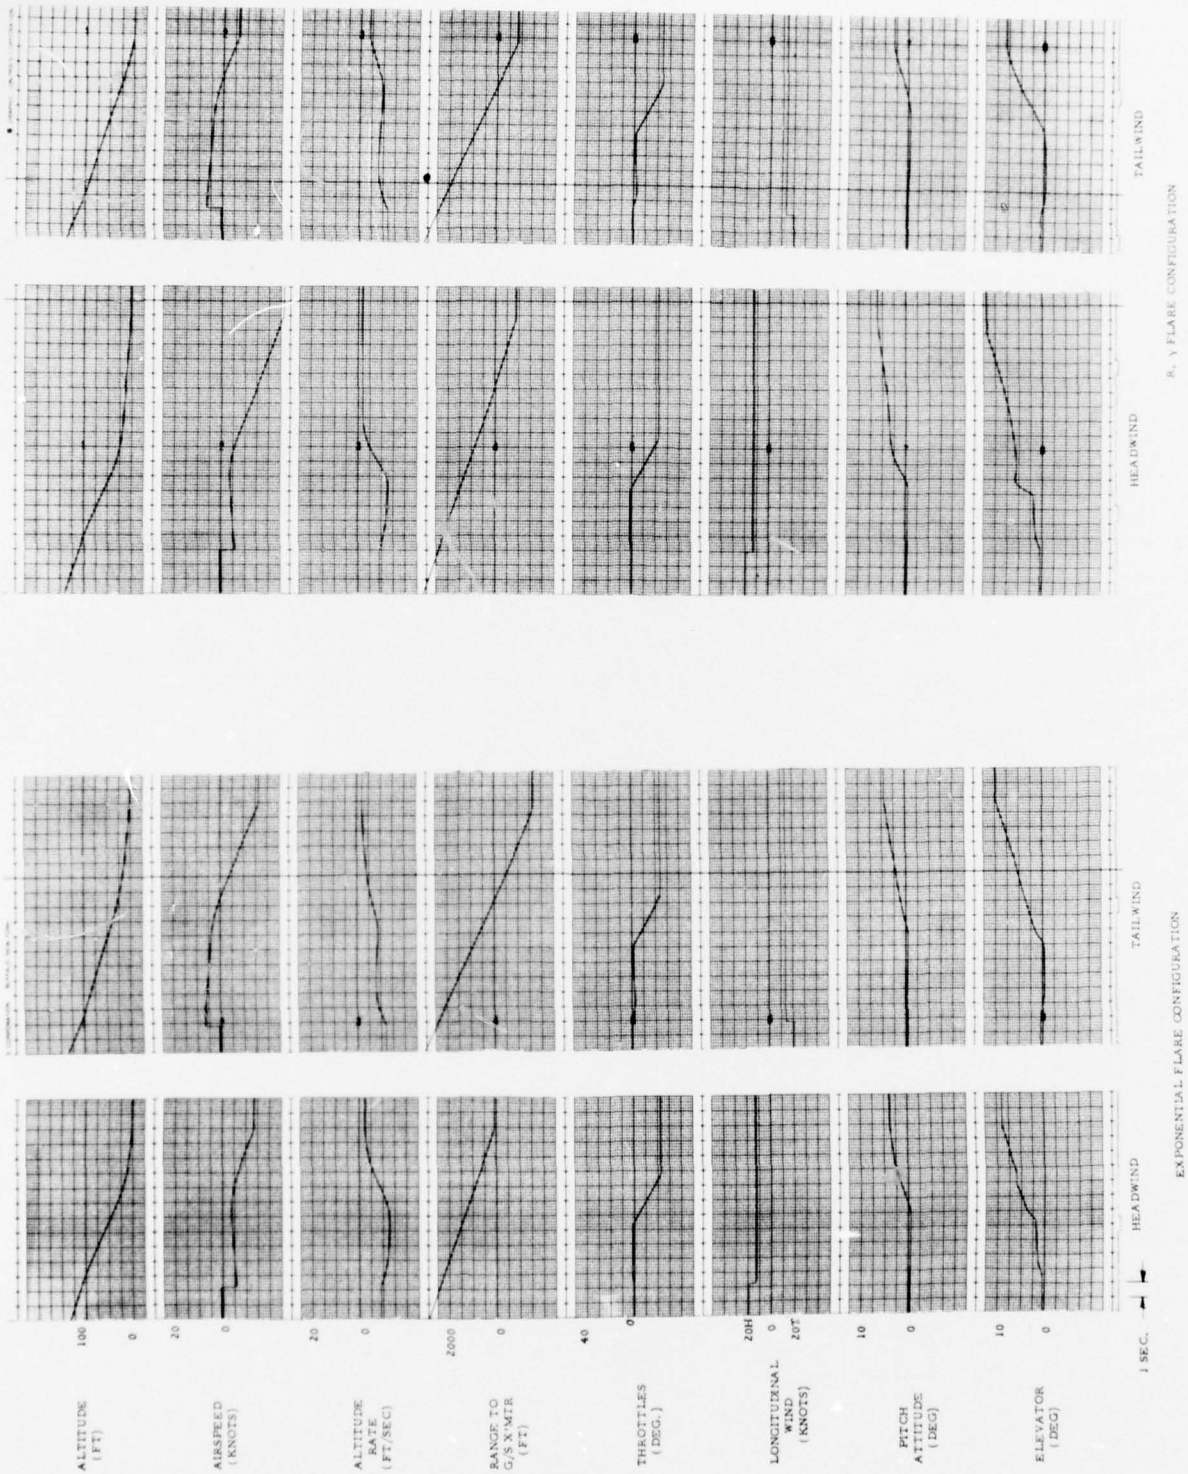 ALTITUDE
(FT)
100
0
AIRSPEED
(KNOTS)
20
0
ALTITUDE
RATE
(FT/SEC)
20
0
RANGE TO
G/S X'MTR
(FT)
2000
0
THROTTLES
(DEG.)
40
0
LONGITUDINAL
WIND
(KNOTS)
20H
0
20T
PITCH
ATTITUDE
(DEG)
10
0
ELEVATOR
(DEG)
10
0
1 SEC.
HEADWIND
TAILWIND
EXPONENTIAL FLARE CONFIGURATION
HEADWIND
TAILWIND
R, γ FLARE CONFIGURATION